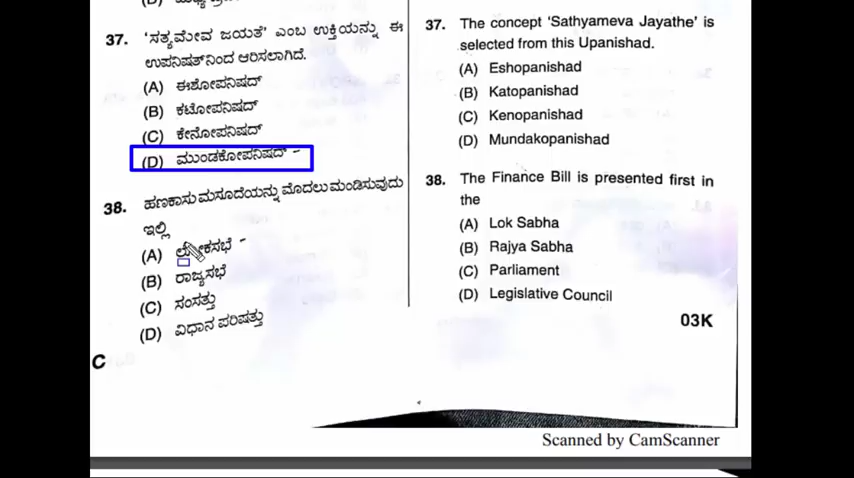 37. 'ಸತ್ಯಮೇವ ಜಯತೆ' ಎಂಬ ಉಕ್ತಿಯನ್ನು ಈ
ಉಪನಿಷತ್‌ನಿಂದ ಆರಿಸಲಾಗಿದೆ.
(A) ಈಶೋಪನಿಷದ್
(B) ಕಟೋಪನಿಷದ್
(C) ಕೇನೋಪನಿಷದ್
(D) ಮುಂಡಕೋಪನಿಷದ್
38. ಹಣಕಾಸು ಮಸೂದೆಯನ್ನು ಮೊದಲು ಮಂಡಿಸುವುದು
ಇಲ್ಲಿ
(A) ಲೋಕಸಭೆ
(B) ರಾಜ್ಯಸಭೆ
(C) ಸಂಸತ್ತು
(D) ವಿಧಾನ ಪರಿಷತ್ತು
C
37. The concept 'Sathyameva Jayathe' is
selected from this Upanishad.
(A) Eshopanishad
(B) Katopanishad
(C) Kenopanishad
(D) Mundakopanishad
38. The Finance Bill is presented first in
the
(A) Lok Sabha
(B) Rajya Sabha
(C) Parliament
(D) Legislative Council
03K
Scanned by CamScanner